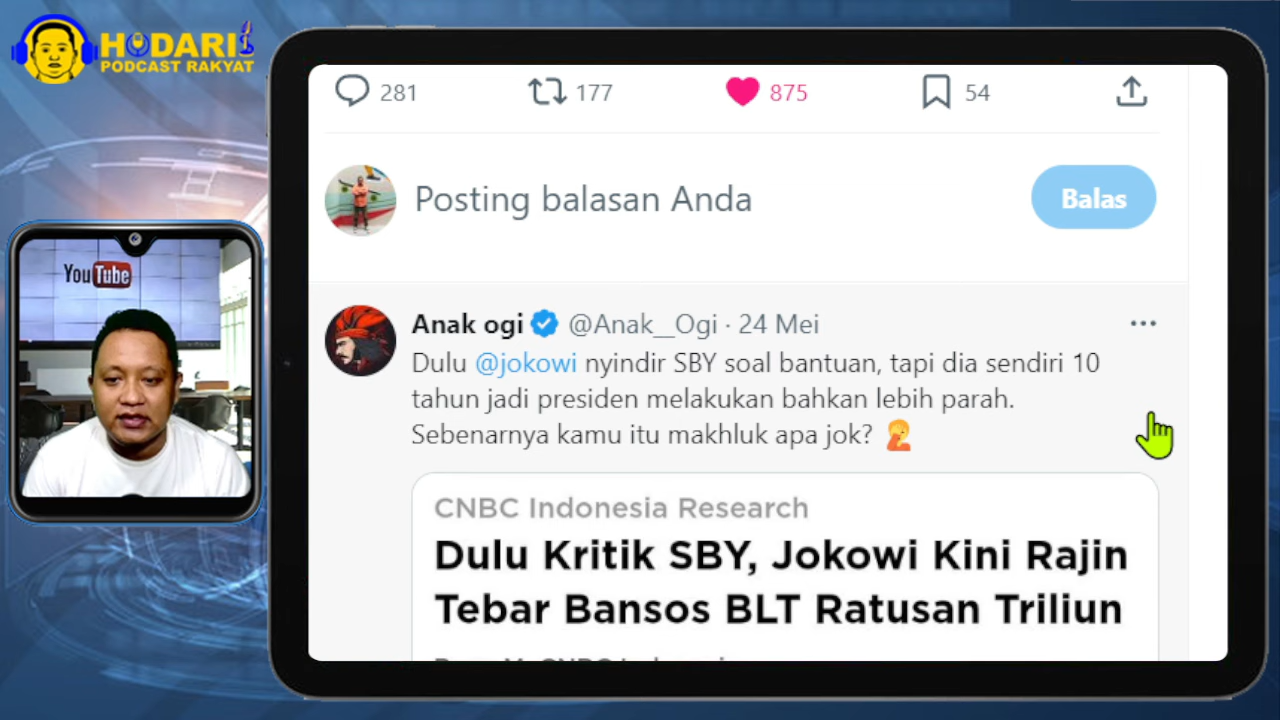 HUDARI
PODCAST RAKYAT
281
177
875
54
Posting balasan Anda
Balas
YouTube
Anak ogi @Anak__Ogi · 24 Mei
Dulu @jokowi nyindir SBY soal bantuan, tapi dia sendiri 10
tahun jadi presiden melakukan bahkan lebih parah.
Sebenarnya kamu itu makhluk apa jok?
CNBC Indonesia Research
Dulu Kritik SBY, Jokowi Kini Rajin
Tebar Bansos BLT Ratusan Triliun